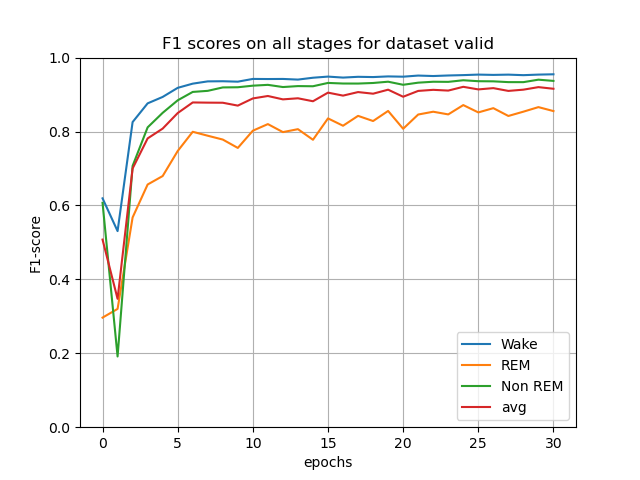 F1 scores on all stages for dataset valid
1.0
0.8
0.6
0.4
0.2
0.0
F1-score
0 5 10 15 20 25 30
epochs
Wake
REM
Non REM
avg